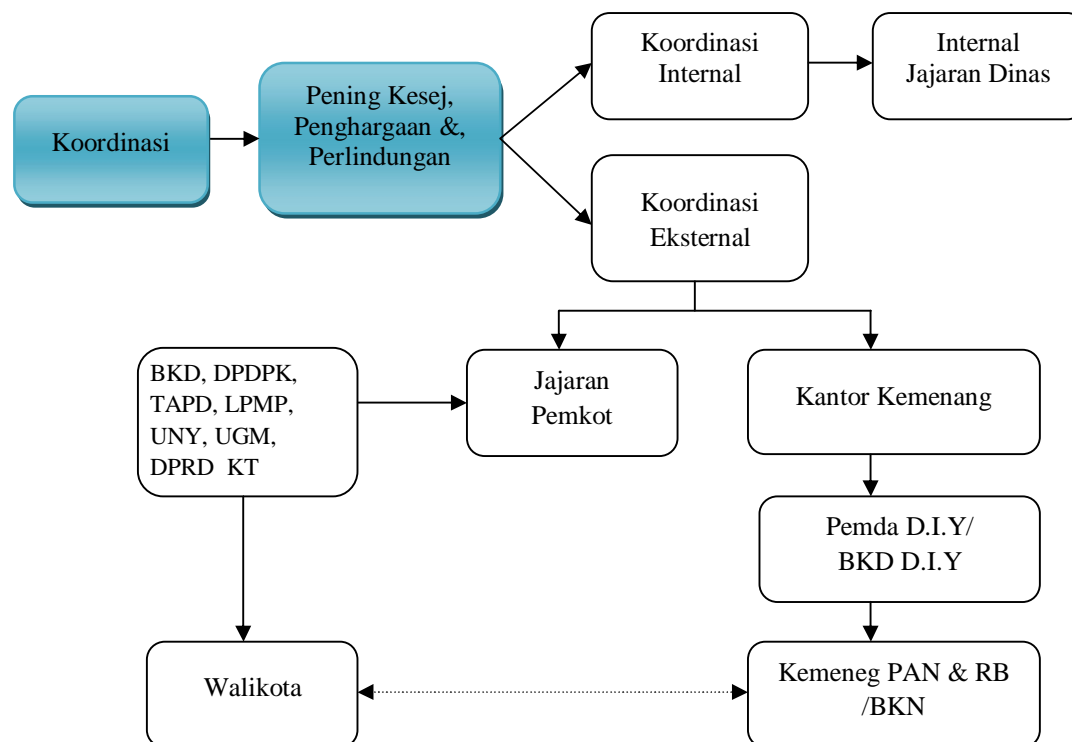 Koordinasi
Pening Kesej,
Penghargaan &,
Perlindungan
Koordinasi
Internal
Internal
Jajaran Dinas
Koordinasi
Eksternal
BKD, DPDPK,
TAPD, LPMP,
UNY, UGM,
DPRD KT
Jajaran
Pemkot
Kantor Kemenang
Pemda D.I.Y/
BKD D.I.Y
Walikota
Kemeneg PAN & RB
/BKN